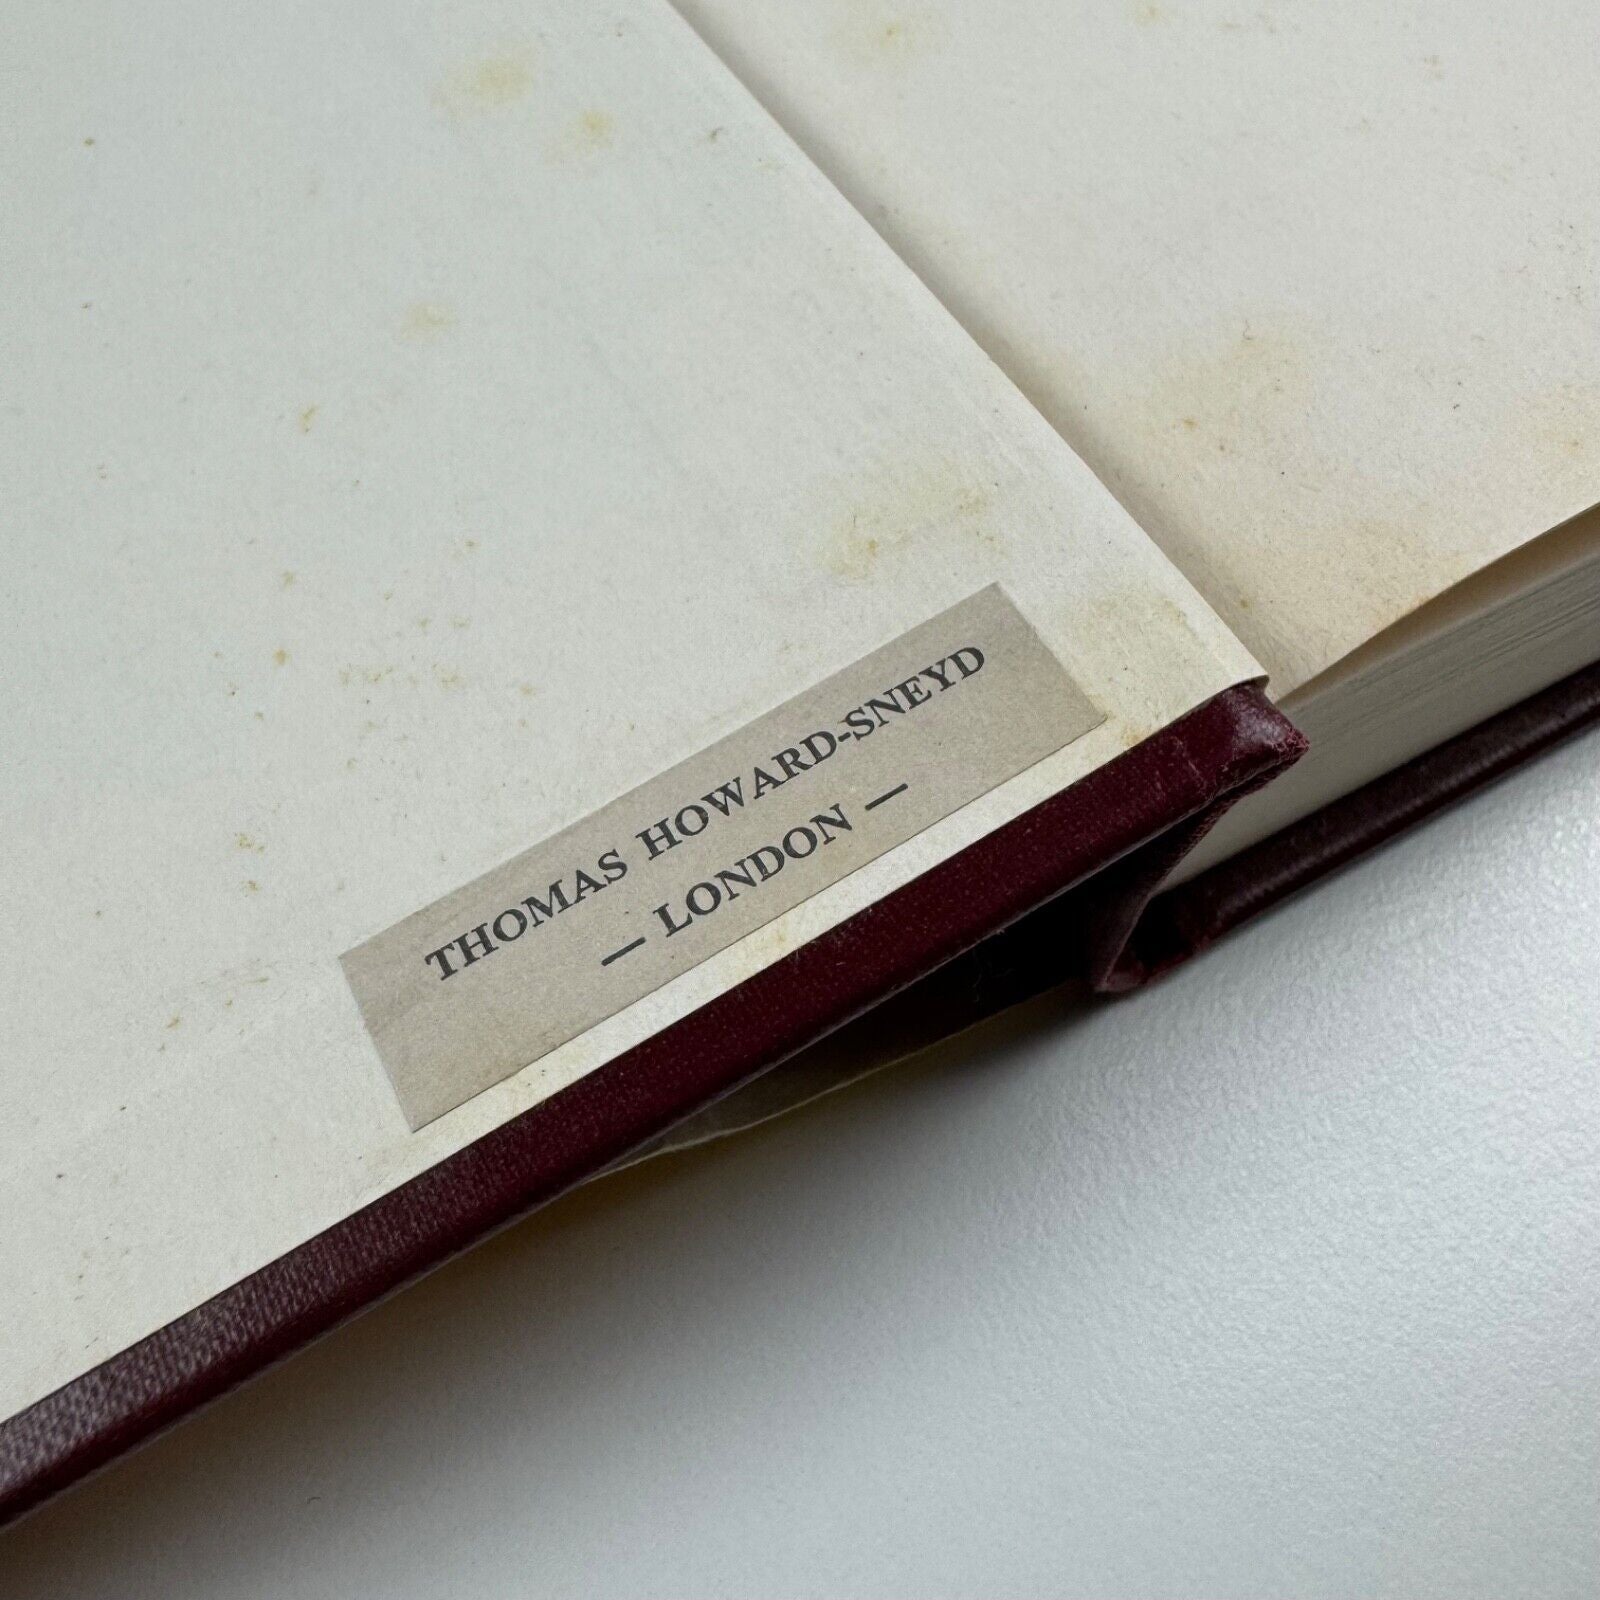 THOMAS HOWARD-SNEYD
— LONDON —